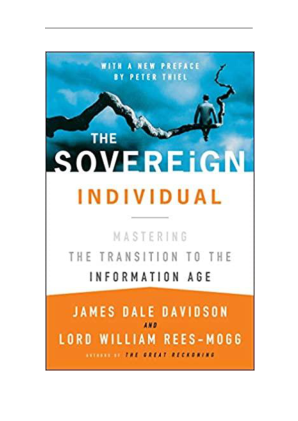 WITH A NEW PREFACE
BY PETER THIEL
THE
SOVEREiGN
INDIVIDUAL
MASTERING
THE TRANSITION TO THE
INFORMATION AGE
JAMES DALE DAVIDSON
AND
LORD WILLIAM REES-MOGG
AUTHORS OF THE GREAT RECKONING